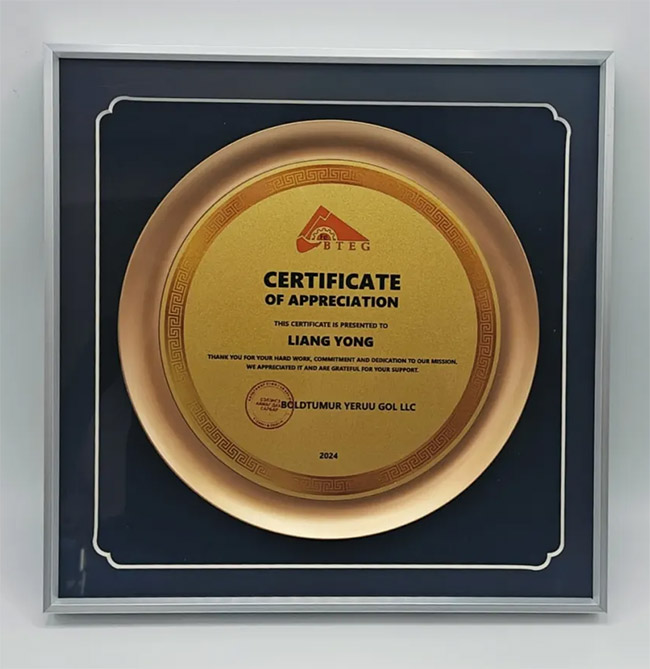 BTEG
CERTIFICATE
OF APPRECIATION
THIS CERTIFICATE IS PRESENTED TO
LIANG YONG
THANK YOU FOR YOUR HARD WORK, COMMITMENT AND DEDICATION TO OUR MISSION.
WE APPRECIATED IT AND ARE GRATEFUL FOR YOUR SUPPORT.
BOLDTUMUR YERUU GOL LLC
2024